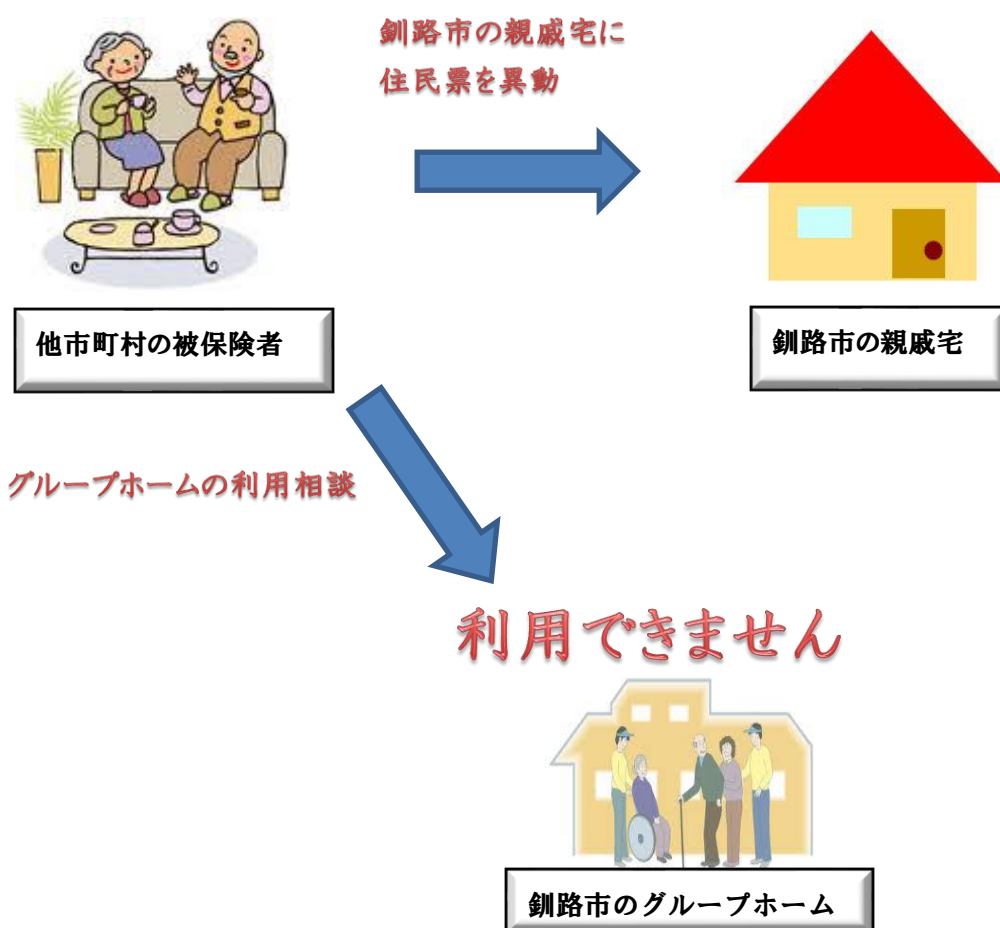 釧路市の親戚宅に
住民票を異動
他市町村の被保険者
釧路市の親戚宅
グループホームの利用相談
利用できません
釧路市のグループホーム